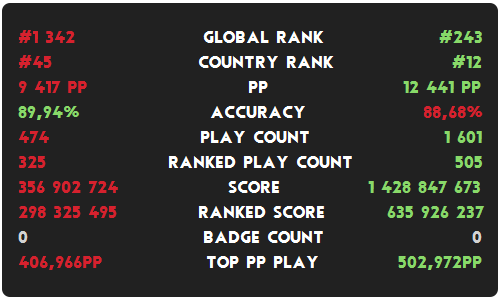 #1 342 GLOBAL RANK #243
#45 COUNTRY RANK #12
9 417 PP PP 12 441 PP
89,94% ACCURACY 88,68%
474 PLAY COUNT 1 601
325 RANKED PLAY COUNT 505
356 902 724 SCORE 1 428 847 673
298 325 495 RANKED SCORE 635 926 237
0 BADGE COUNT 0
406,966PP TOP PP PLAY 502,972PP